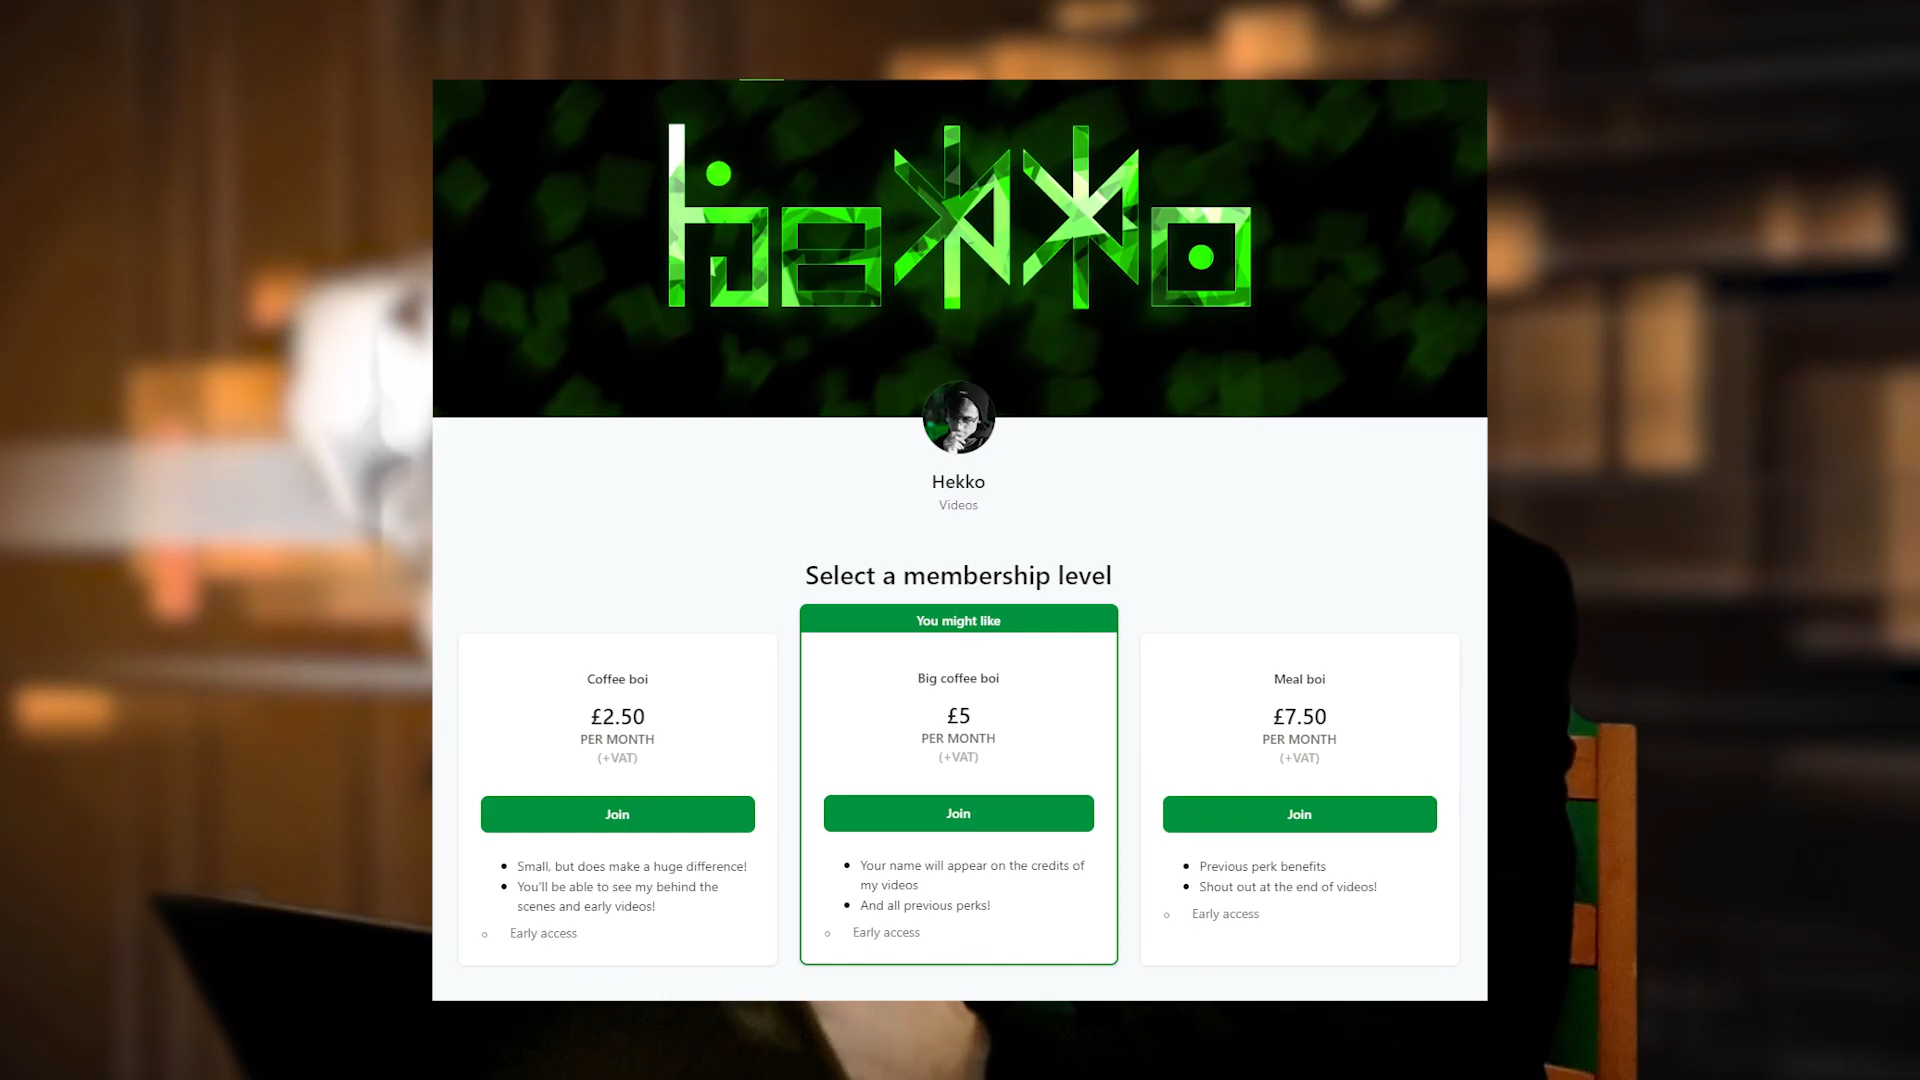 hekko
Hekko
Videos
Select a membership level
You might like
Coffee boi
£2.50
PER MONTH
(+VAT)
Join
• Small, but does make a huge difference!
• You'll be able to see my behind the
scenes and early videos!
○ Early access
Big coffee boi
£5
PER MONTH
(+VAT)
Join
• Your name will appear on the credits of
my videos
• And all previous perks!
○ Early access
Meal boi
£7.50
PER MONTH
(+VAT)
Join
• Previous perk benefits
• Shout out at the end of videos!
○ Early access